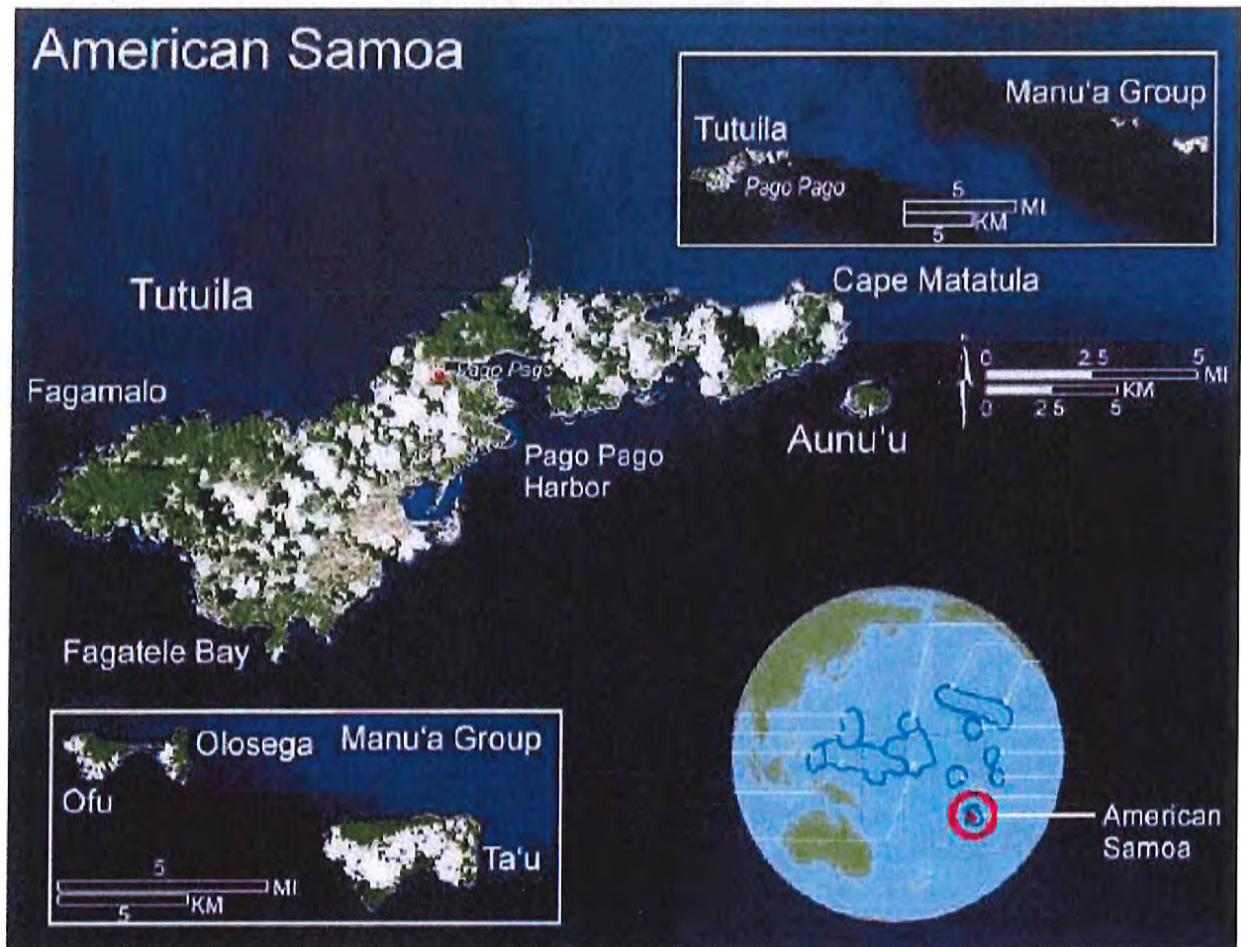 American Samoa
Manu'a Group
Tutuila
Pago Pago
5
MI
KM
5
Cape Matatula
Tutuila
Pago Pago
Fagamalo
0 2 5 5
MI
KM
0 2 5 5
Aunu'u
Pago Pago
Harbor
Fagatele Bay
Olosega
Manu'a Group
Ofu
Ta'u
5
MI
KM
5
American
Samoa